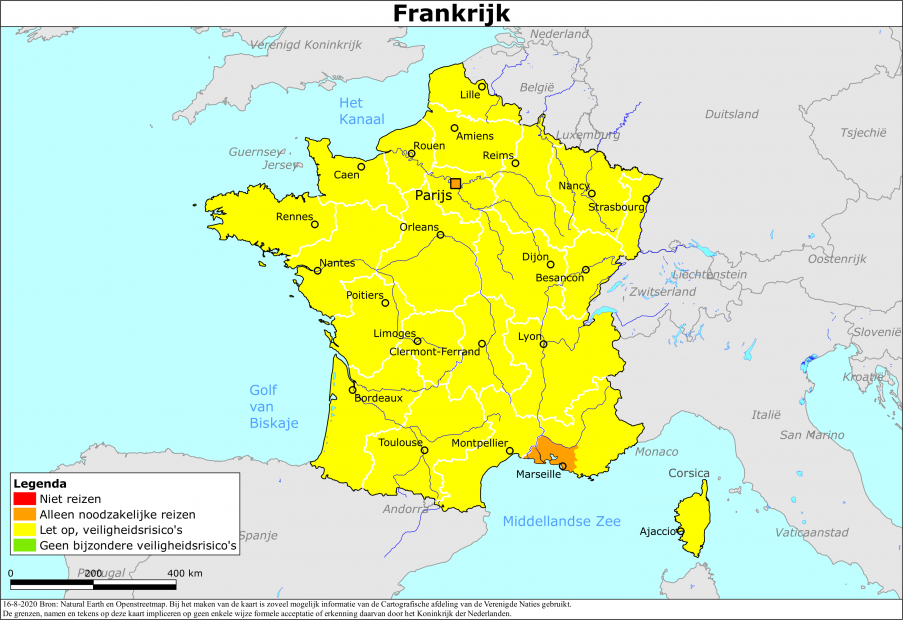 Frankrijk
Verenigd Koninkrijk
Nederland
België
Duitsland
Tsjechië
Luxemburg
Het
Kanaal
Guernsey
Jersey
Lille
Amiens
Rouen
Reims
Caen
Parijs
Nancy
Strasbourg
Rennes
Orleans
Dijon
Besancon
Nantes
Oostenrijk
Liechtenstein
Zwitserland
Poitiers
Limoges
Clermont-Ferrand
Lyon
Slovenië
Kroatië
Golf
van
Biskaje
Bordeaux
Italië
San Marino
Toulouse
Montpellier
Marseille
Monaco
Corsica
Andorra
Middellandse Zee
Ajaccio
Vaticaanstad
Spanje
Portugal
Legenda
Niet reizen
Alleen noodzakelijke reizen
Let op, veiligheidsrisico's
Geen bijzondere veiligheidsrisico's
0 200 400 km
16-8-2020 Bron: Natural Earth en Openstreetmap. Bij het maken van de kaart is zoveel mogelijk informatie van de Cartografische afdeling van de Verenigde Naties gebruikt.
De grenzen, namen en tekens op deze kaart impliceren op geen enkele wijze formele acceptatie of erkenning daarvan door het Koninkrijk der Nederlanden.